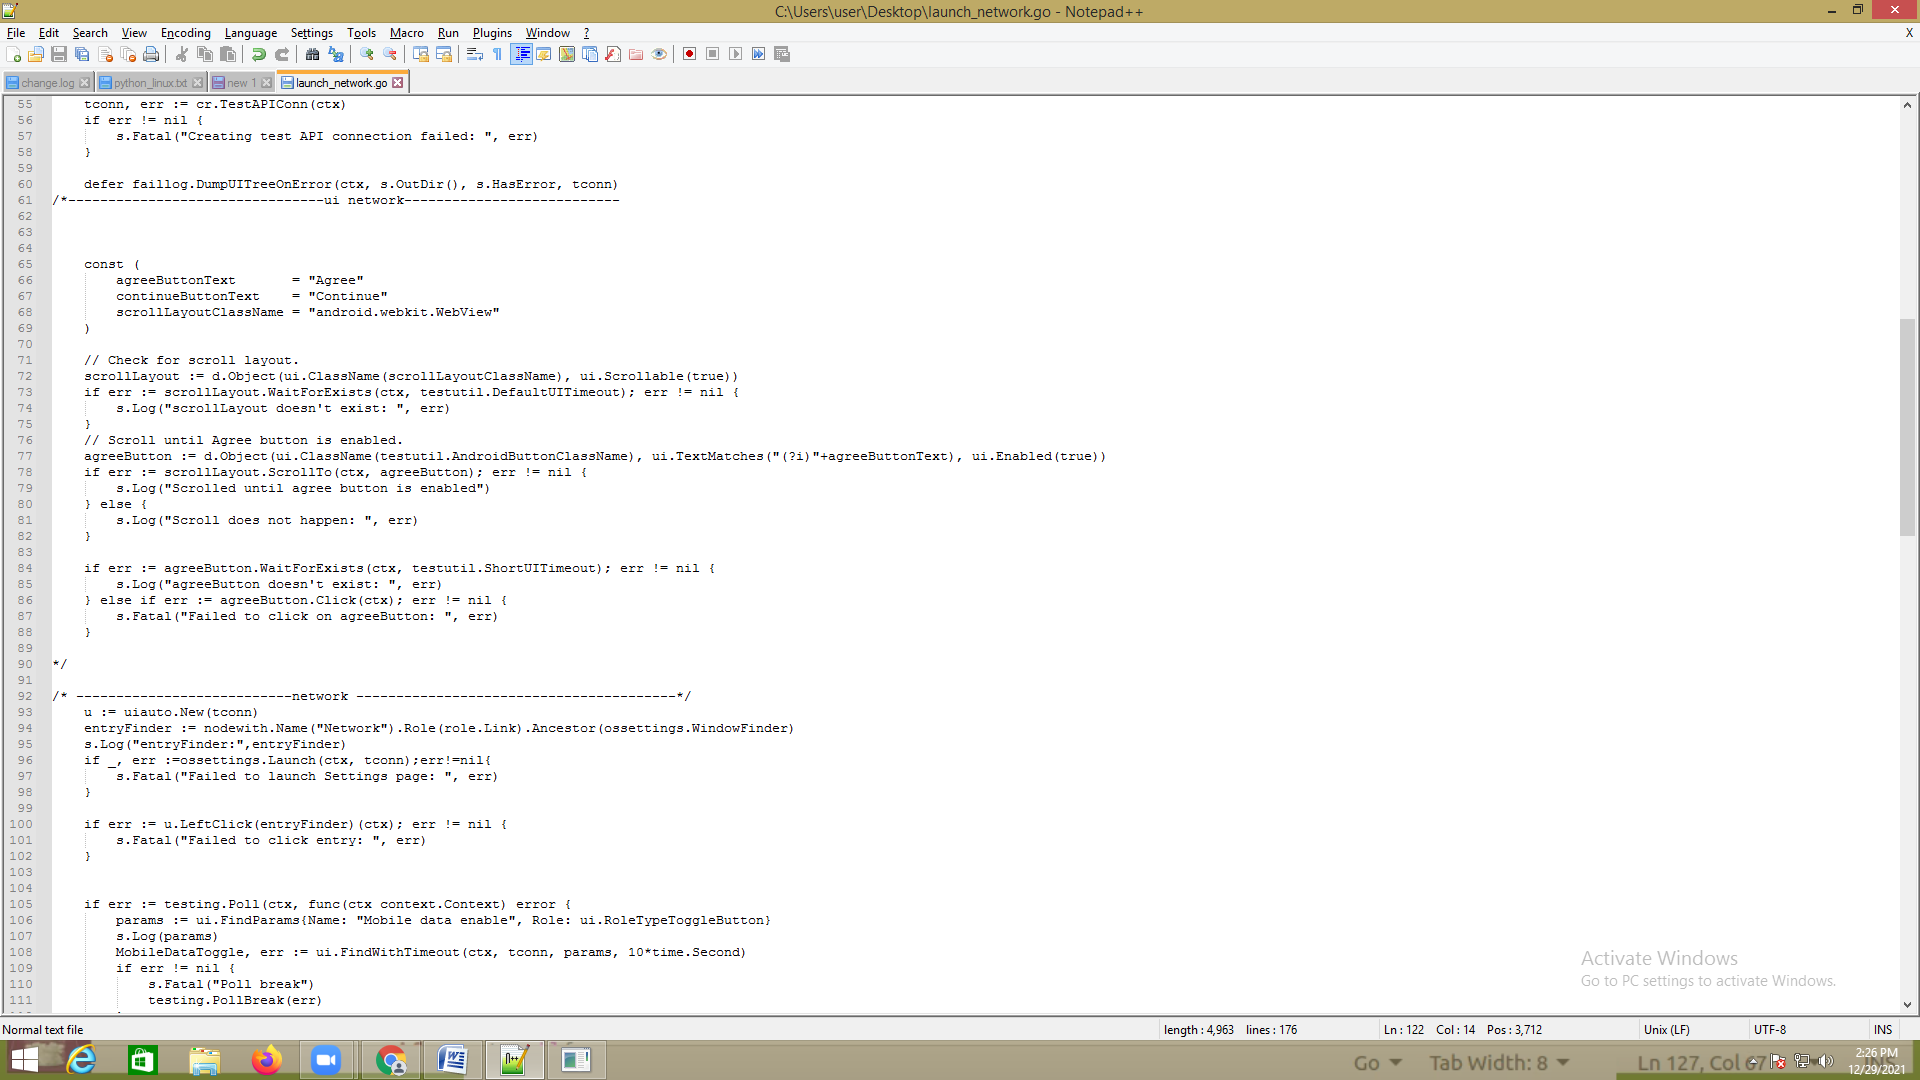 C:\Users\user\Desktop\launch_network.go - Notepad++
File Edit Search View Encoding Language Settings Tools Macro Run Plugins Window ? X
change.log python_linux.txt new 1 launch_network.go
55 tconn, err := cr.TestAPIConn(ctx)
56 if err != nil {
57 s.Fatal("Creating test API connection failed: ", err)
58 }
59
60 defer faillog.DumpUITreeOnError(ctx, s.OutDir(), s.HasError, tconn)
61 /*--------------------------------ui network---------------------------
62
63
64
65 const (
66 agreeButtonText = "Agree"
67 continueButtonText = "Continue"
68 scrollLayoutClassName = "android.webkit.WebView"
69 )
70
71 // Check for scroll layout.
72 scrollLayout := d.Object(ui.ClassName(scrollLayoutClassName), ui.Scrollable(true))
73 if err := scrollLayout.WaitForExists(ctx, testutil.DefaultUITimeout); err != nil {
74 s.Log("scrollLayout doesn't exist: ", err)
75 }
76 // Scroll until Agree button is enabled.
77 agreeButton := d.Object(ui.ClassName(testutil.AndroidButtonClassName), ui.TextMatches("(?i)"+agreeButtonText), ui.Enabled(true))
78 if err := scrollLayout.ScrollTo(ctx, agreeButton); err != nil {
79 s.Log("Scrolled until agree button is enabled")
80 } else {
81 s.Log("Scroll does not happen: ", err)
82 }
83
84 if err := agreeButton.WaitForExists(ctx, testutil.ShortUITimeout); err != nil {
85 s.Log("agreeButton doesn't exist: ", err)
86 } else if err := agreeButton.Click(ctx); err != nil {
87 s.Fatal("Failed to click on agreeButton: ", err)
88 }
89
90 */
91
92 /* ---------------------------network ----------------------------------------*/
93 u := uiauto.New(tconn)
94 entryFinder := nodewith.Name("Network").Role(role.Link).Ancestor(ossettings.WindowFinder)
95 s.Log("entryFinder:",entryFinder)
96 if _, err :=ossettings.Launch(ctx, tconn);err!=nil{
97 s.Fatal("Failed to launch Settings page: ", err)
98 }
99
100 if err := u.LeftClick(entryFinder)(ctx); err != nil {
101 s.Fatal("Failed to click entry: ", err)
102 }
103
104
105 if err := testing.Poll(ctx, func(ctx context.Context) error {
106 params := ui.FindParams{Name: "Mobile data enable", Role: ui.RoleTypeToggleButton}
107 s.Log(params)
108 MobileDataToggle, err := ui.FindWithTimeout(ctx, tconn, params, 10*time.Second)
109 if err != nil {
110 s.Fatal("Poll break")
111 testing.PollBreak(err)
Activate Windows
Go to PC settings to activate Windows.
Normal text file length : 4,963 lines : 176 Ln : 122 Col : 14 Pos : 3,712 Unix (LF) UTF-8 INS
Go Tab Width: 8 Ln 127, Col 67 INS
2:26 PM
12/29/2021